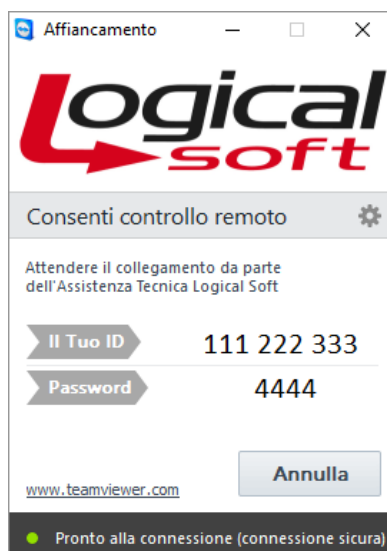 Affiancamento
Logical
soft
Consenti controllo remoto
Attendere il collegamento da parte
dell'Assistenza Tecnica Logical Soft
Il Tuo ID 111 222 333
Password 4444
Annulla
www.teamviewer.com
Pronto alla connessione (connessione sicura)